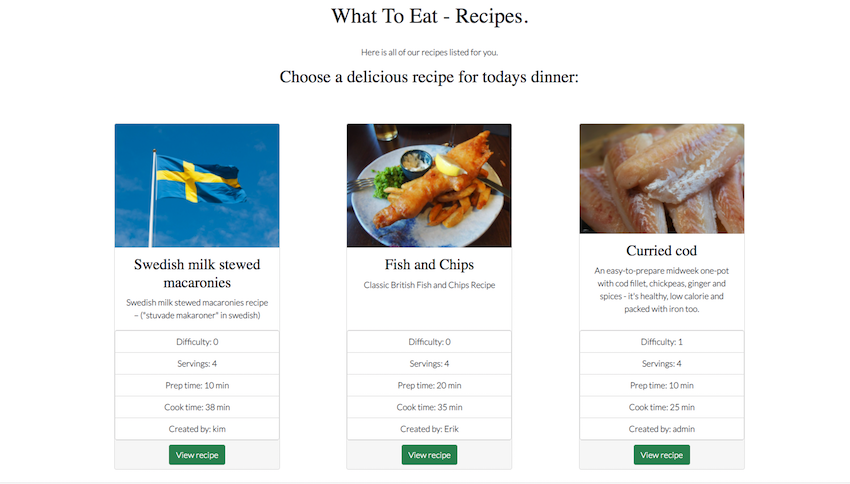 What To Eat - Recipes.
Here is all of our recipes listed for you.
Choose a delicious recipe for todays dinner:
Swedish milk stewed
macaronies
Swedish milk stewed macaronies recipe
– ("stuvade makaroner" in swedish)
Difficulty: 0
Servings: 4
Prep time: 10 min
Cook time: 38 min
Created by: kim
View recipe
Fish and Chips
Classic British Fish and Chips Recipe
Difficulty: 0
Servings: 4
Prep time: 20 min
Cook time: 35 min
Created by: Erik
View recipe
Curried cod
An easy-to-prepare midweek one-pot
with cod fillet, chickpeas, ginger and
spices - it's healthy, low calorie and
packed with iron too.
Difficulty: 1
Servings: 4
Prep time: 10 min
Cook time: 25 min
Created by: admin
View recipe